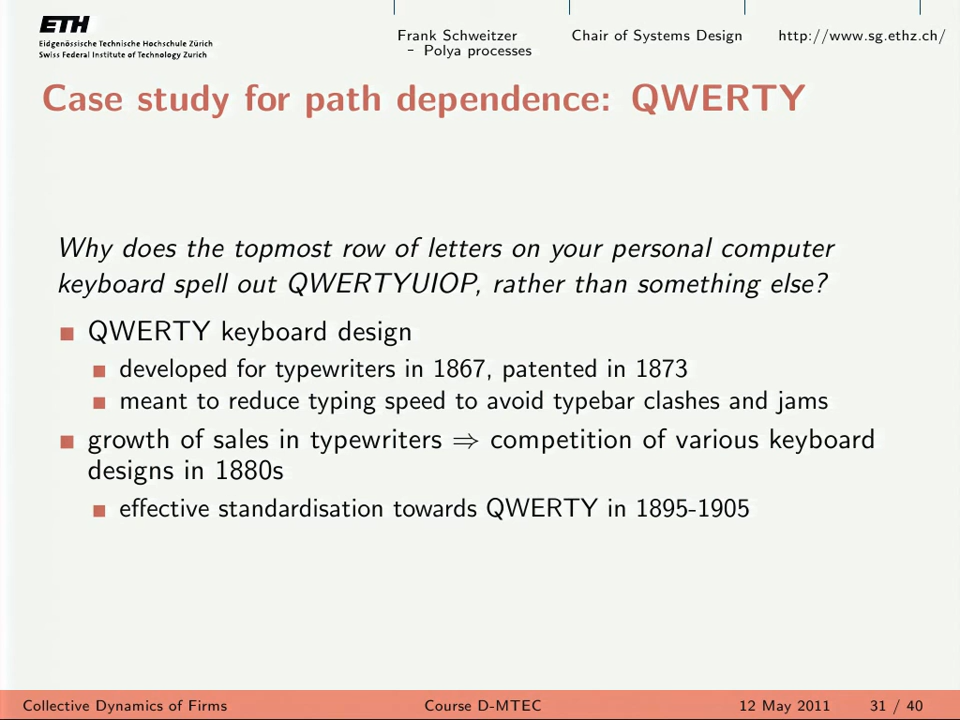 ETH
Eidgenössische Technische Hochschule Zürich
Swiss Federal Institute of Technology Zurich
Frank Schweitzer
- Polya processes
Chair of Systems Design
http://www.sg.ethz.ch/
Case study for path dependence: QWERTY
Why does the topmost row of letters on your personal computer
keyboard spell out QWERTYUIOP, rather than something else?
QWERTY keyboard design
developed for typewriters in 1867, patented in 1873
meant to reduce typing speed to avoid typebar clashes and jams
growth of sales in typewriters ⇒ competition of various keyboard
designs in 1880s
effective standardisation towards QWERTY in 1895-1905
Collective Dynamics of Firms
Course D-MTEC
12 May 2011
31 / 40